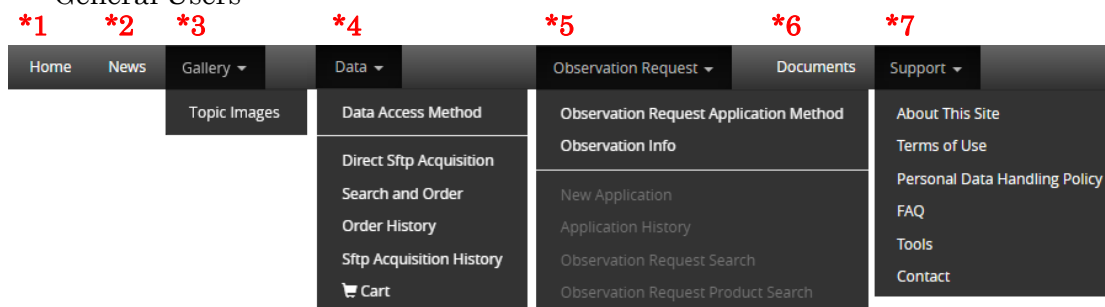 General Users
*1 *2 *3 *4 *5 *6 *7
Home News Gallery Data Observation Request Documents Support
Topic Images
Data Access Method
Direct Sftp Acquisition
Search and Order
Order History
Sftp Acquisition History
Cart
Observation Request Application Method
Observation Info
New Application
Application History
Observation Request Search
Observation Request Product Search
About This Site
Terms of Use
Personal Data Handling Policy
FAQ
Tools
Contact